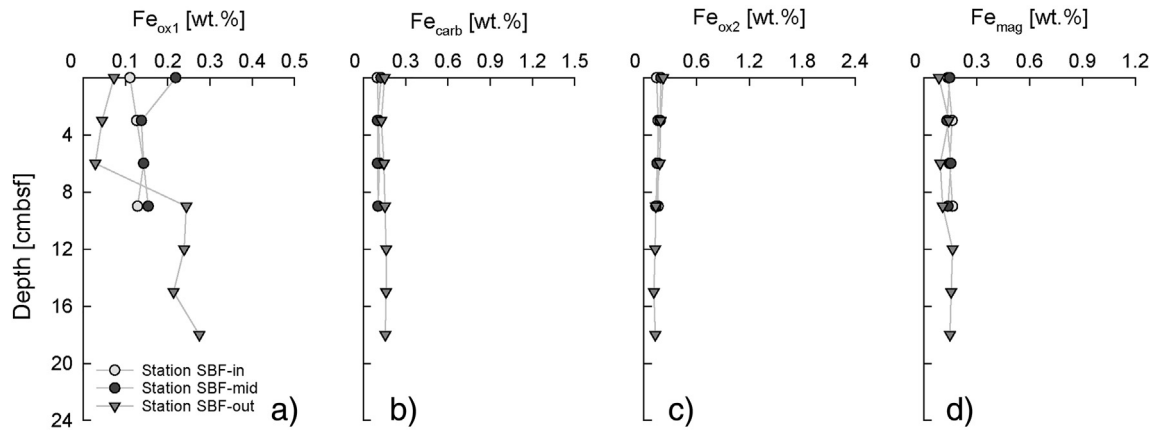 Fe_ox1 [wt.%]
0 0.1 0.2 0.3 0.4 0.5
Fe_carb [wt.%]
0.3 0.6 0.9 1.2 1.5
Fe_ox2 [wt.%]
0.6 1.2 1.8 2.4
Fe_mag [wt.%]
0.3 0.6 0.9 1.2
Depth [cmbsf]
0
4
8
12
16
20
24
0
0
0
Station SBF-in
Station SBF-mid
Station SBF-out
a)
b)
c)
d)